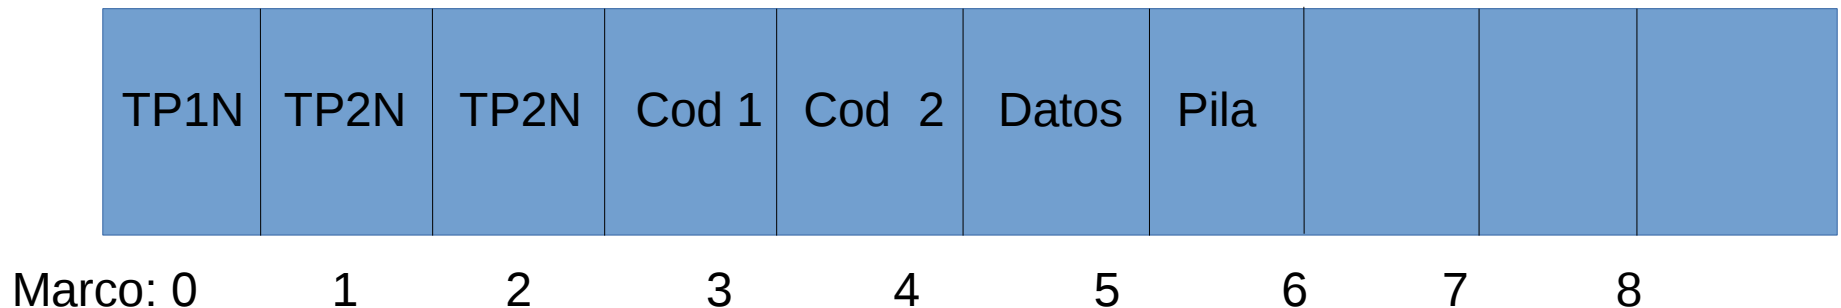 TP1N TP2N TP2N Cod 1 Cod 2 Datos Pila
Marco: 0 1 2 3 4 5 6 7 8